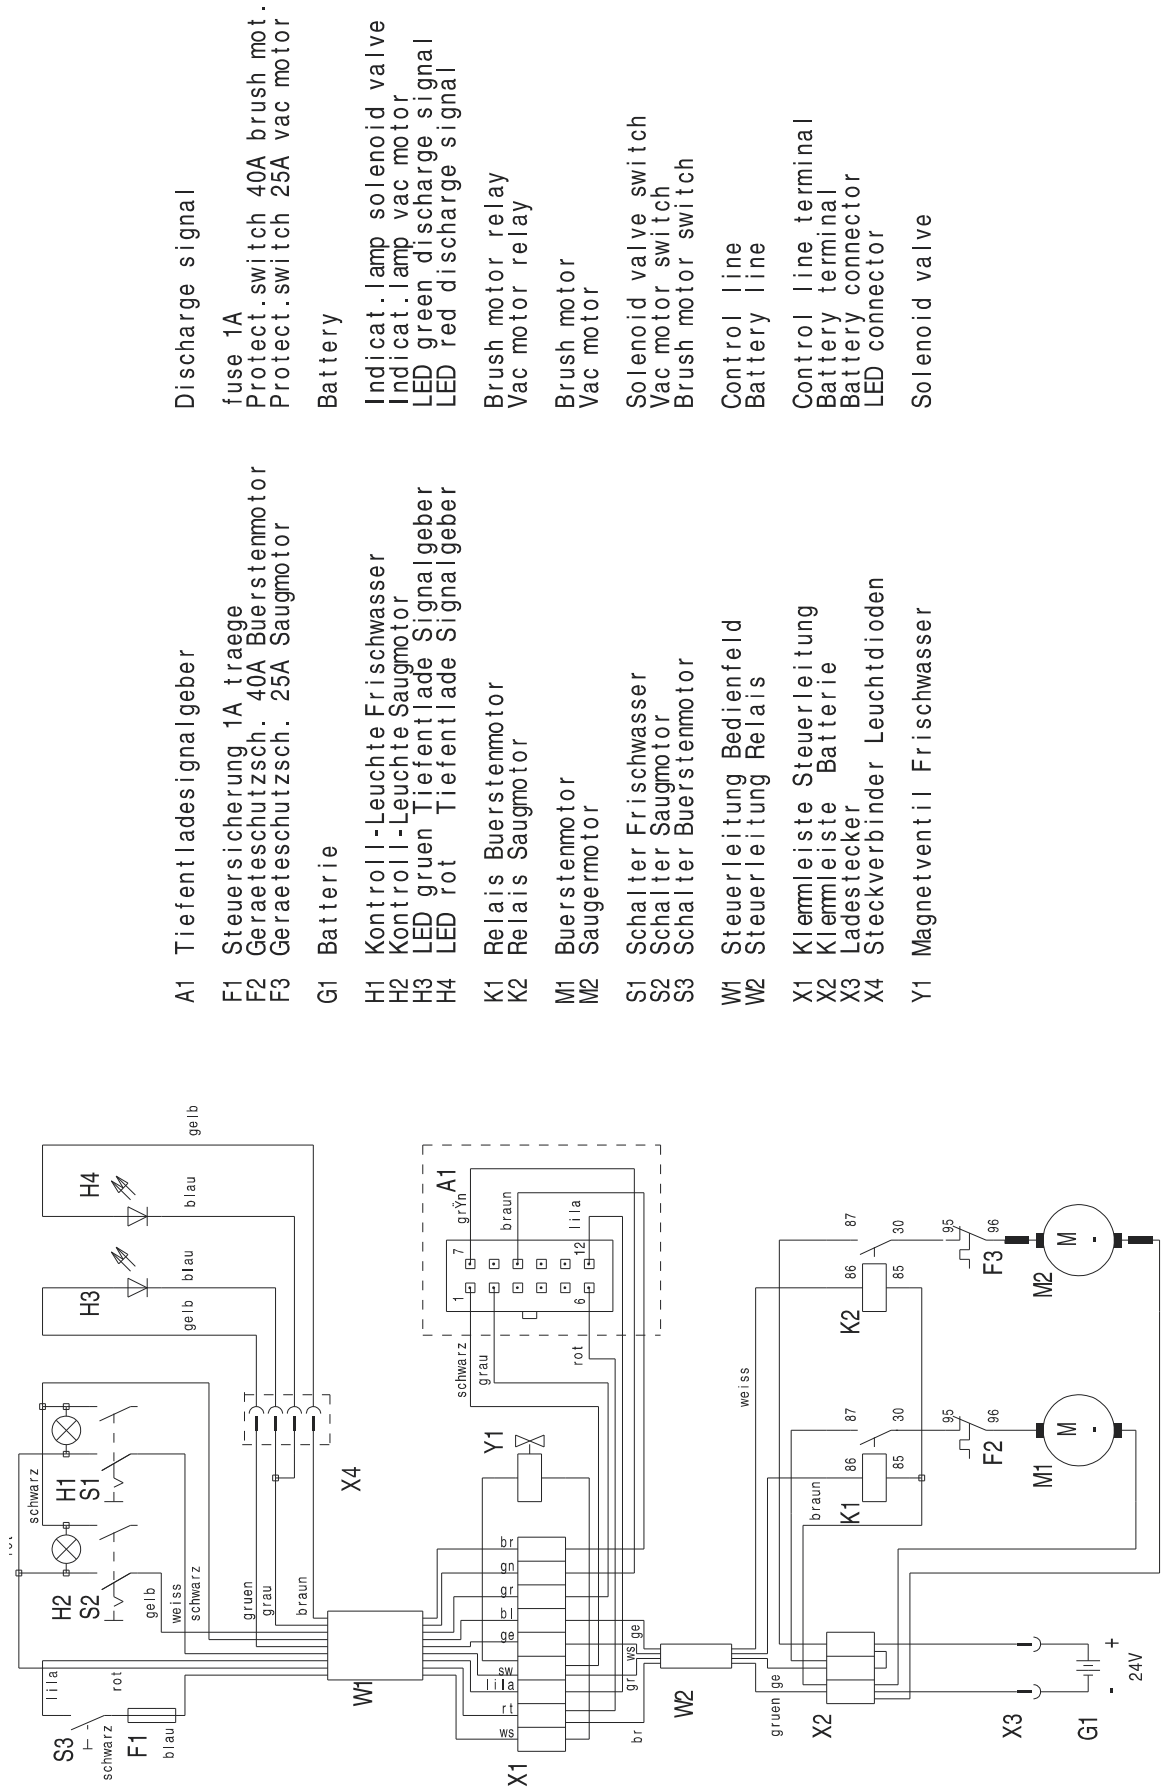 A1 Tiefentladesignalgeber Discharge signal
F1 Steuersicherung 1A traege fuse 1A
F2 Geraeteschutzsch. 40A Buerstenmotor Protect.switch 40A brush mot.
F3 Geraeteschutzsch. 25A Saugmotor Protect.switch 25A vac motor
G1 Batterie Battery
H1 Kontroll-Leuchte Frischwasser Indicat.lamp solenoid valve
H2 Kontroll-Leuchte Saugmotor Indicat.lamp vac motor
H3 LED gruen Tiefentlade Signalgeber LED green discharge signal
H4 LED rot Tiefentlade Signalgeber LED red discharge signal
K1 Relais Buerstenmotor Brush motor relay
K2 Relais Saugmotor Vac motor relay
M1 Buerstenmotor Brush motor
M2 Saugermotor Vac motor
S1 Schalter Frischwasser Solenoid valve switch
S2 Schalter Saugmotor Vac motor switch
S3 Schalter Buerstenmotor Brush motor switch
W1 Steuerleitung Bedienfeld Control line
W2 Steuerleitung Relais Battery line
X1 Klemmleiste Steuerleitung Control line terminal
X2 Klemmleiste Batterie Battery terminal
X3 Ladestecker Battery connector
X4 Steckverbinder Leuchtdioden LED connector
Y1 Magnetventil Frischwasser Solenoid valve
S3
schwarz
F1
blau
lila
rot
H2
S2
gelb
weiss
schwarz
schwarz
H1
S1
gruen
grau
braun
X4
H3
gelb
blau
H4
blau
gelb
W1
X1
ws
rt
lila
sw
ge
bl
gr
gn
br
Y1
A1
schwarz
grau
rot
1
6
7
12
grŸn
braun
lila
br
gr
ws
ge
W2
gruen
ge
X2
weiss
braun
K1
86
85
87
30
95
96
F2
M1
M
-
K2
86
85
87
30
95
96
F3
M2
M
-
X3
G1
-
+
24V